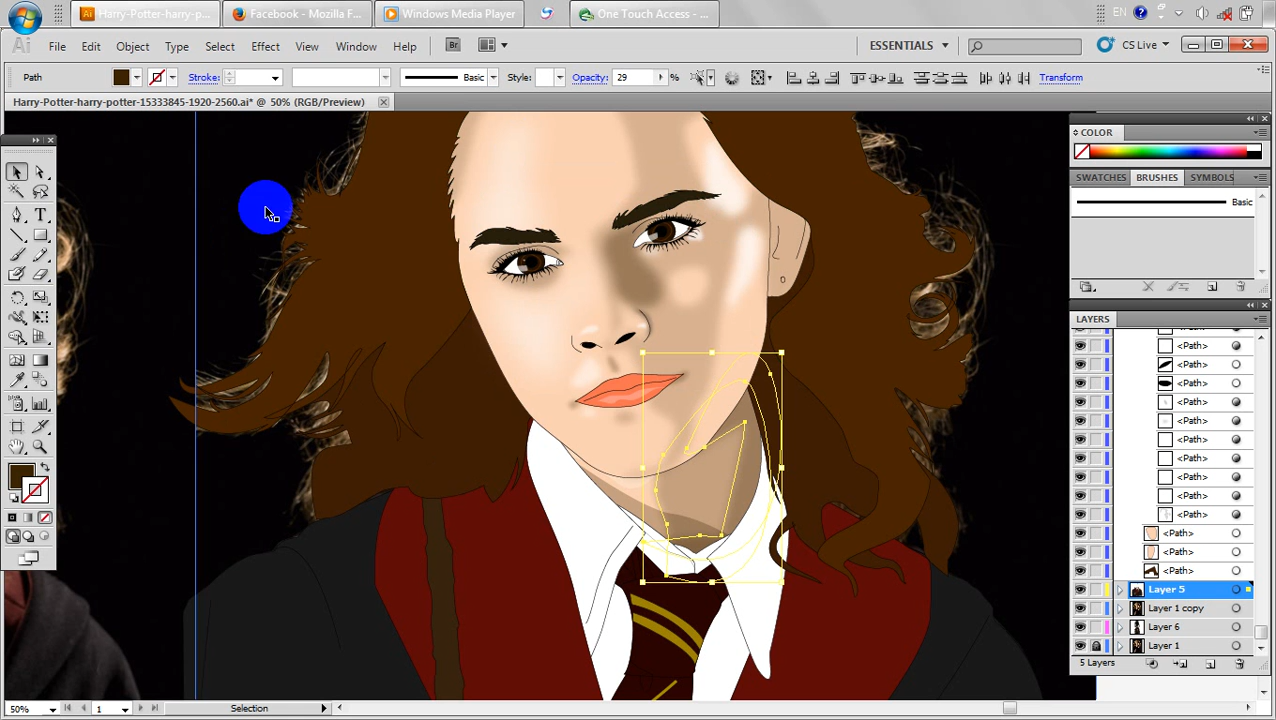 Harry-Potter-harry-p...
Facebook - Mozilla F...
Windows Media Player
One Touch Access - ...
EN
Ai
File
Edit
Object
Type
Select
Effect
View
Window
Help
Br
ESSENTIALS
CS Live
Path
Stroke:
Basic
Style:
Opacity:
29
%
Transform
Harry-Potter-harry-potter-15333845-1920-2560.ai* @ 50% (RGB/Preview)
COLOR
SWATCHES
BRUSHES
SYMBOLS
Basic
LAYERS
<Path>
<Path>
<Path>
<Path>
<Path>
<Path>
<Path>
<Path>
<Path>
<Path>
<Path>
<Path>
<Path>
Layer 5
Layer 1 copy
Layer 6
Layer 1
5 Layers
50%
1
Selection